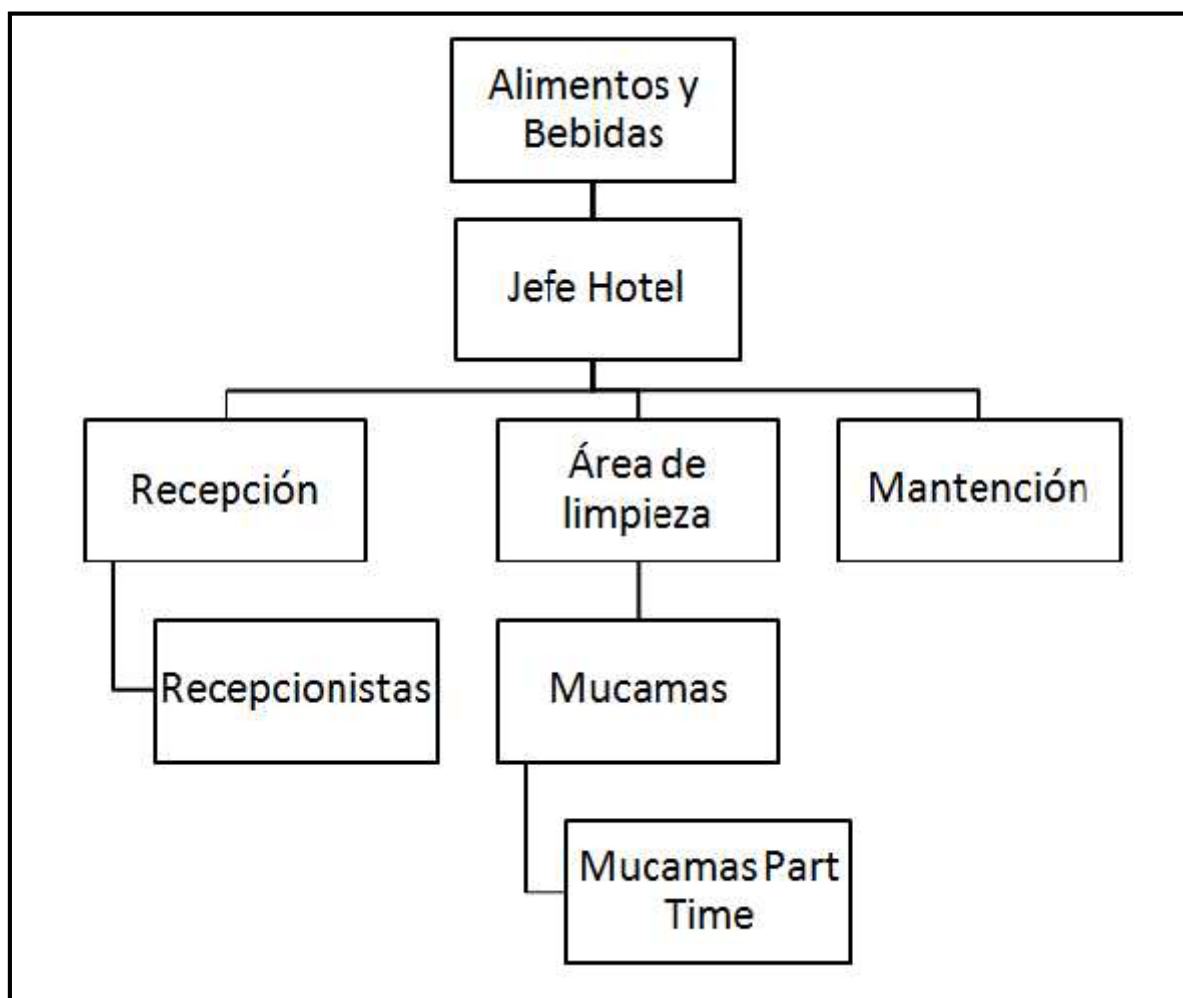 Alimentos y
Bebidas
Jefe Hotel
Recepción
Área de
limpieza
Mantención
Recepcionistas
Mucamas
Mucamas Part
Time